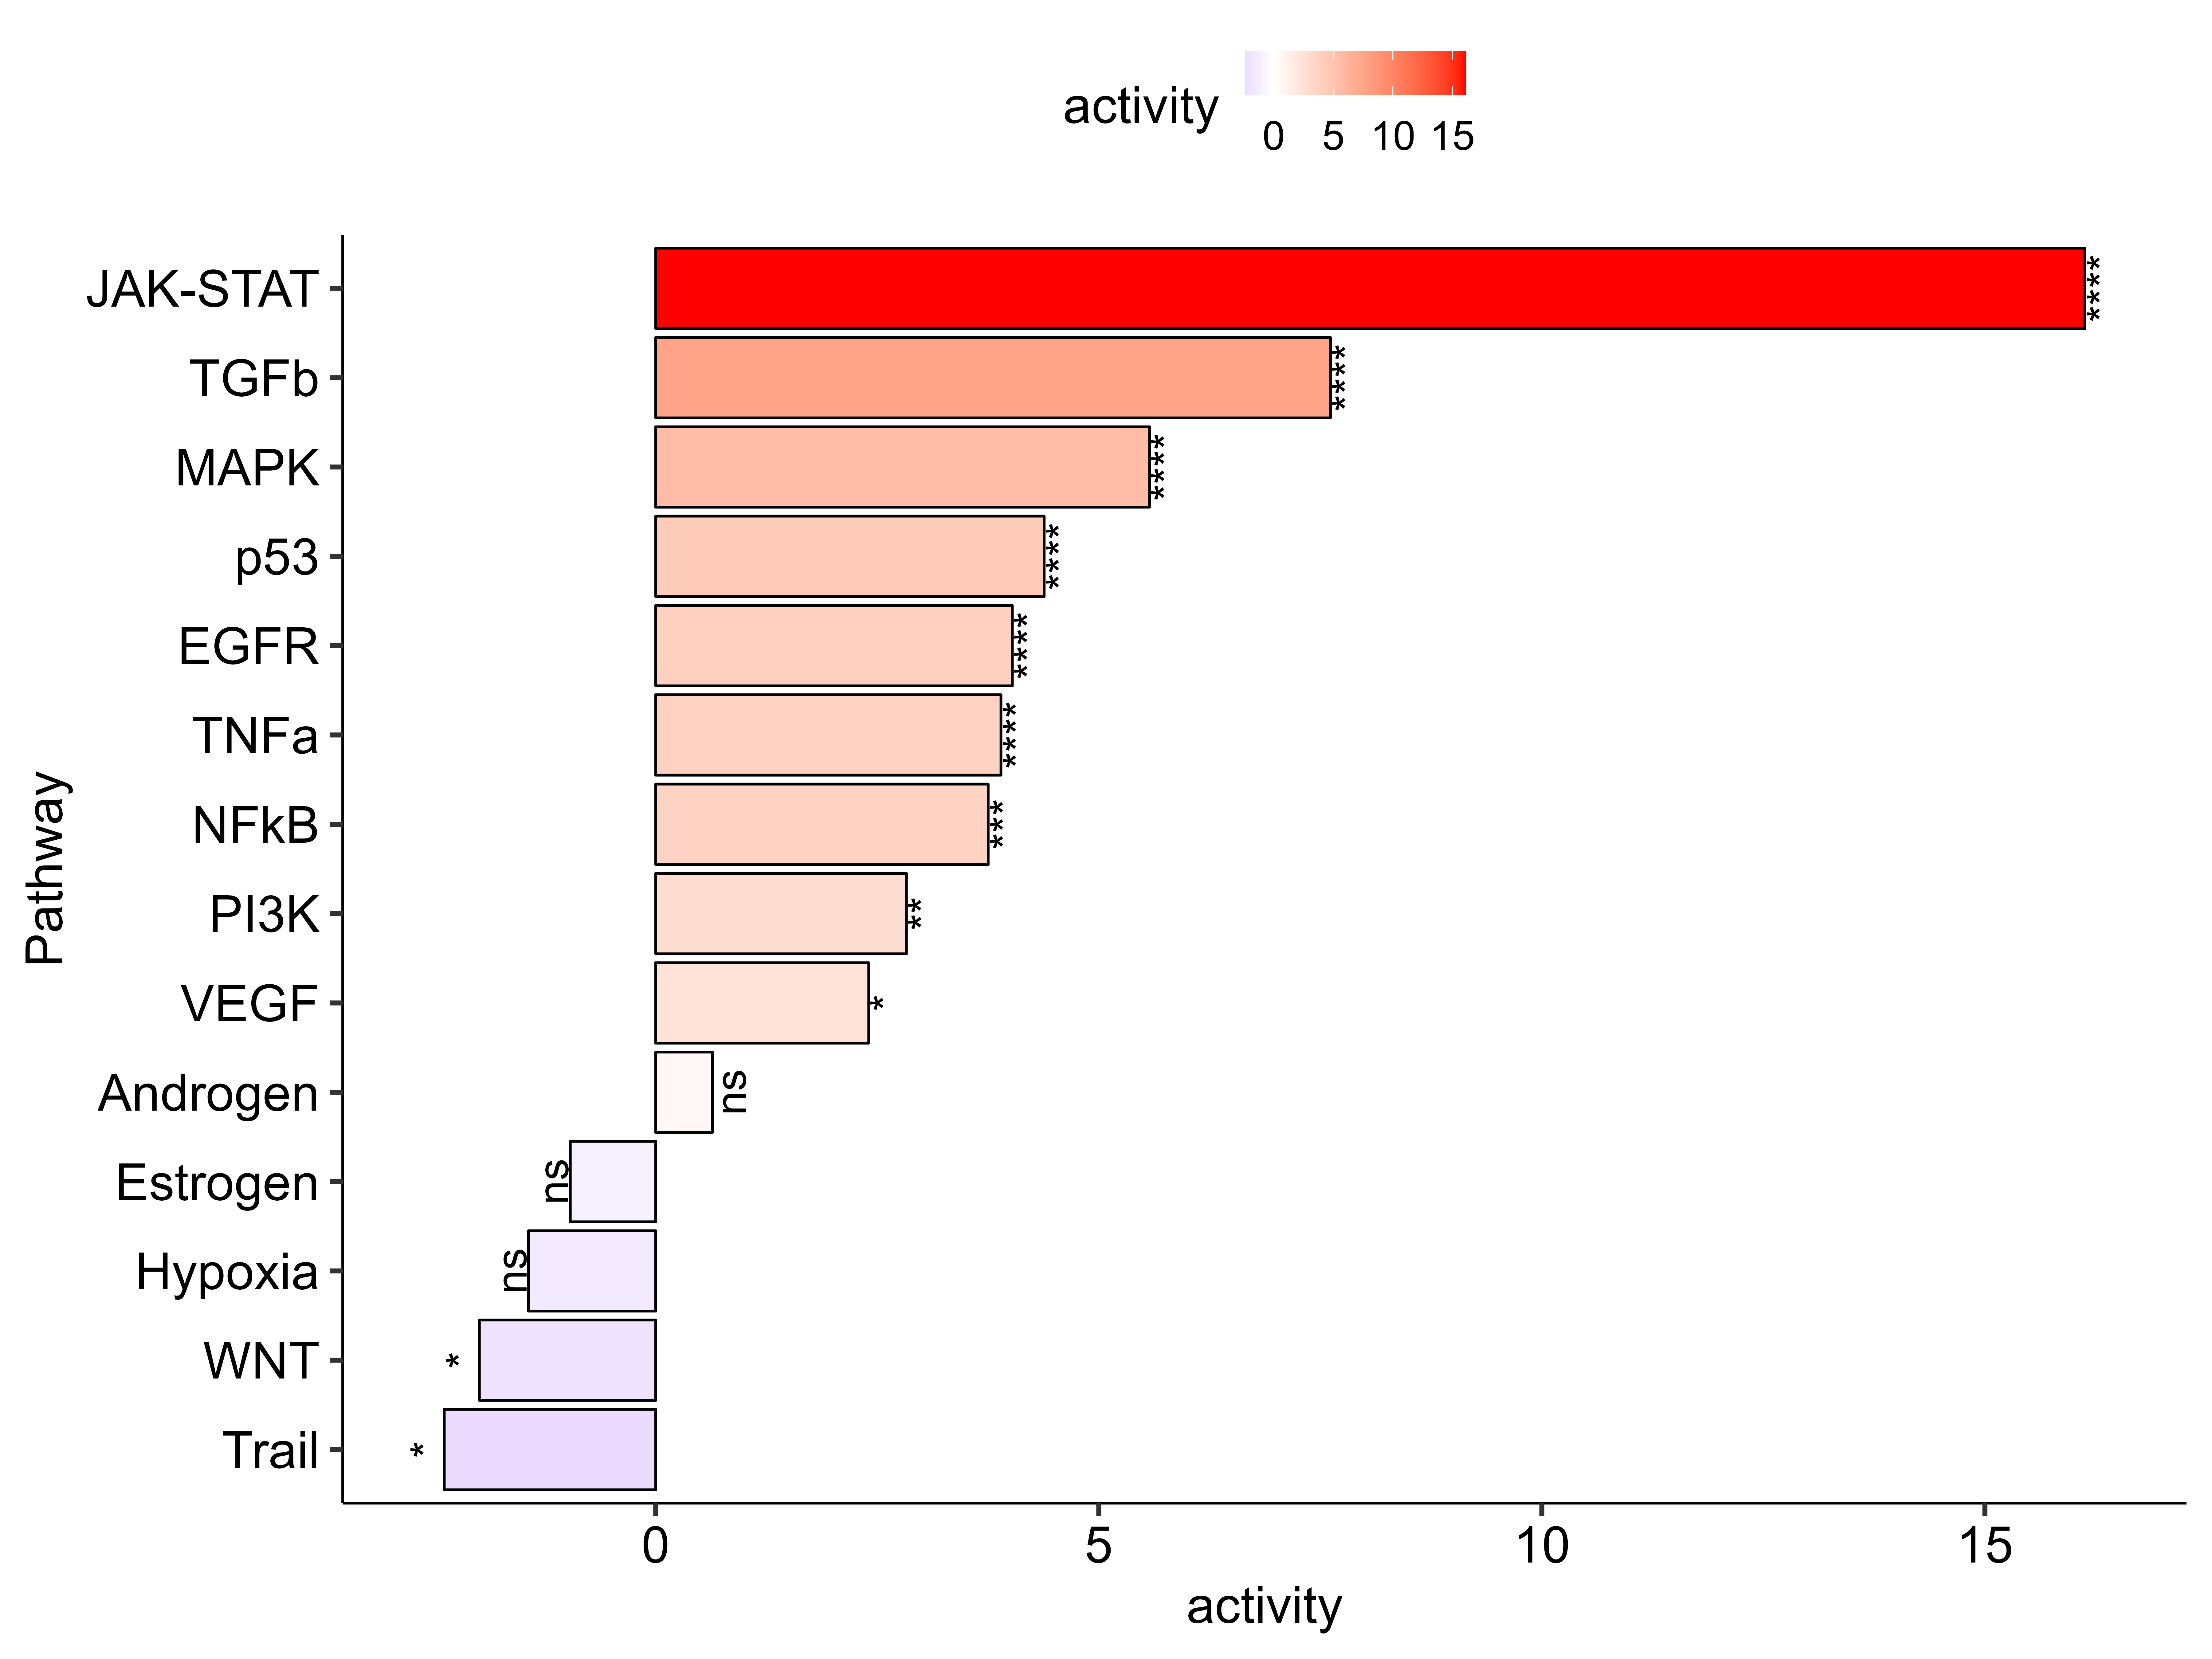 activity
0 5 10 15
JAK-STAT ****
TGFb ****
MAPK ****
p53 ****
EGFR ****
TNFa ****
NFkB ***
PI3K **
VEGF *
Androgen ns
Estrogen ns
Hypoxia ns
WNT *
Trail *
Pathway
0 5 10 15
activity